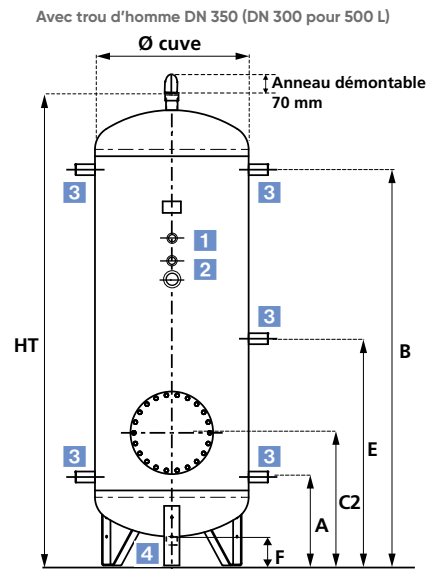 Avec trou d'homme DN 350 (DN 300 pour 500 L)
Ø cuve
Anneau démontable
70 mm
3
3
1
2
3
HT
B
E
3
3
C2
A
4
F